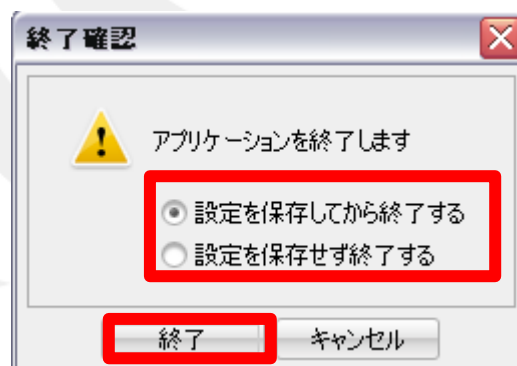 終了確認
アプリケーションを終了します
設定を保存してから終了する
設定を保存せず終了する
終了 キャンセル